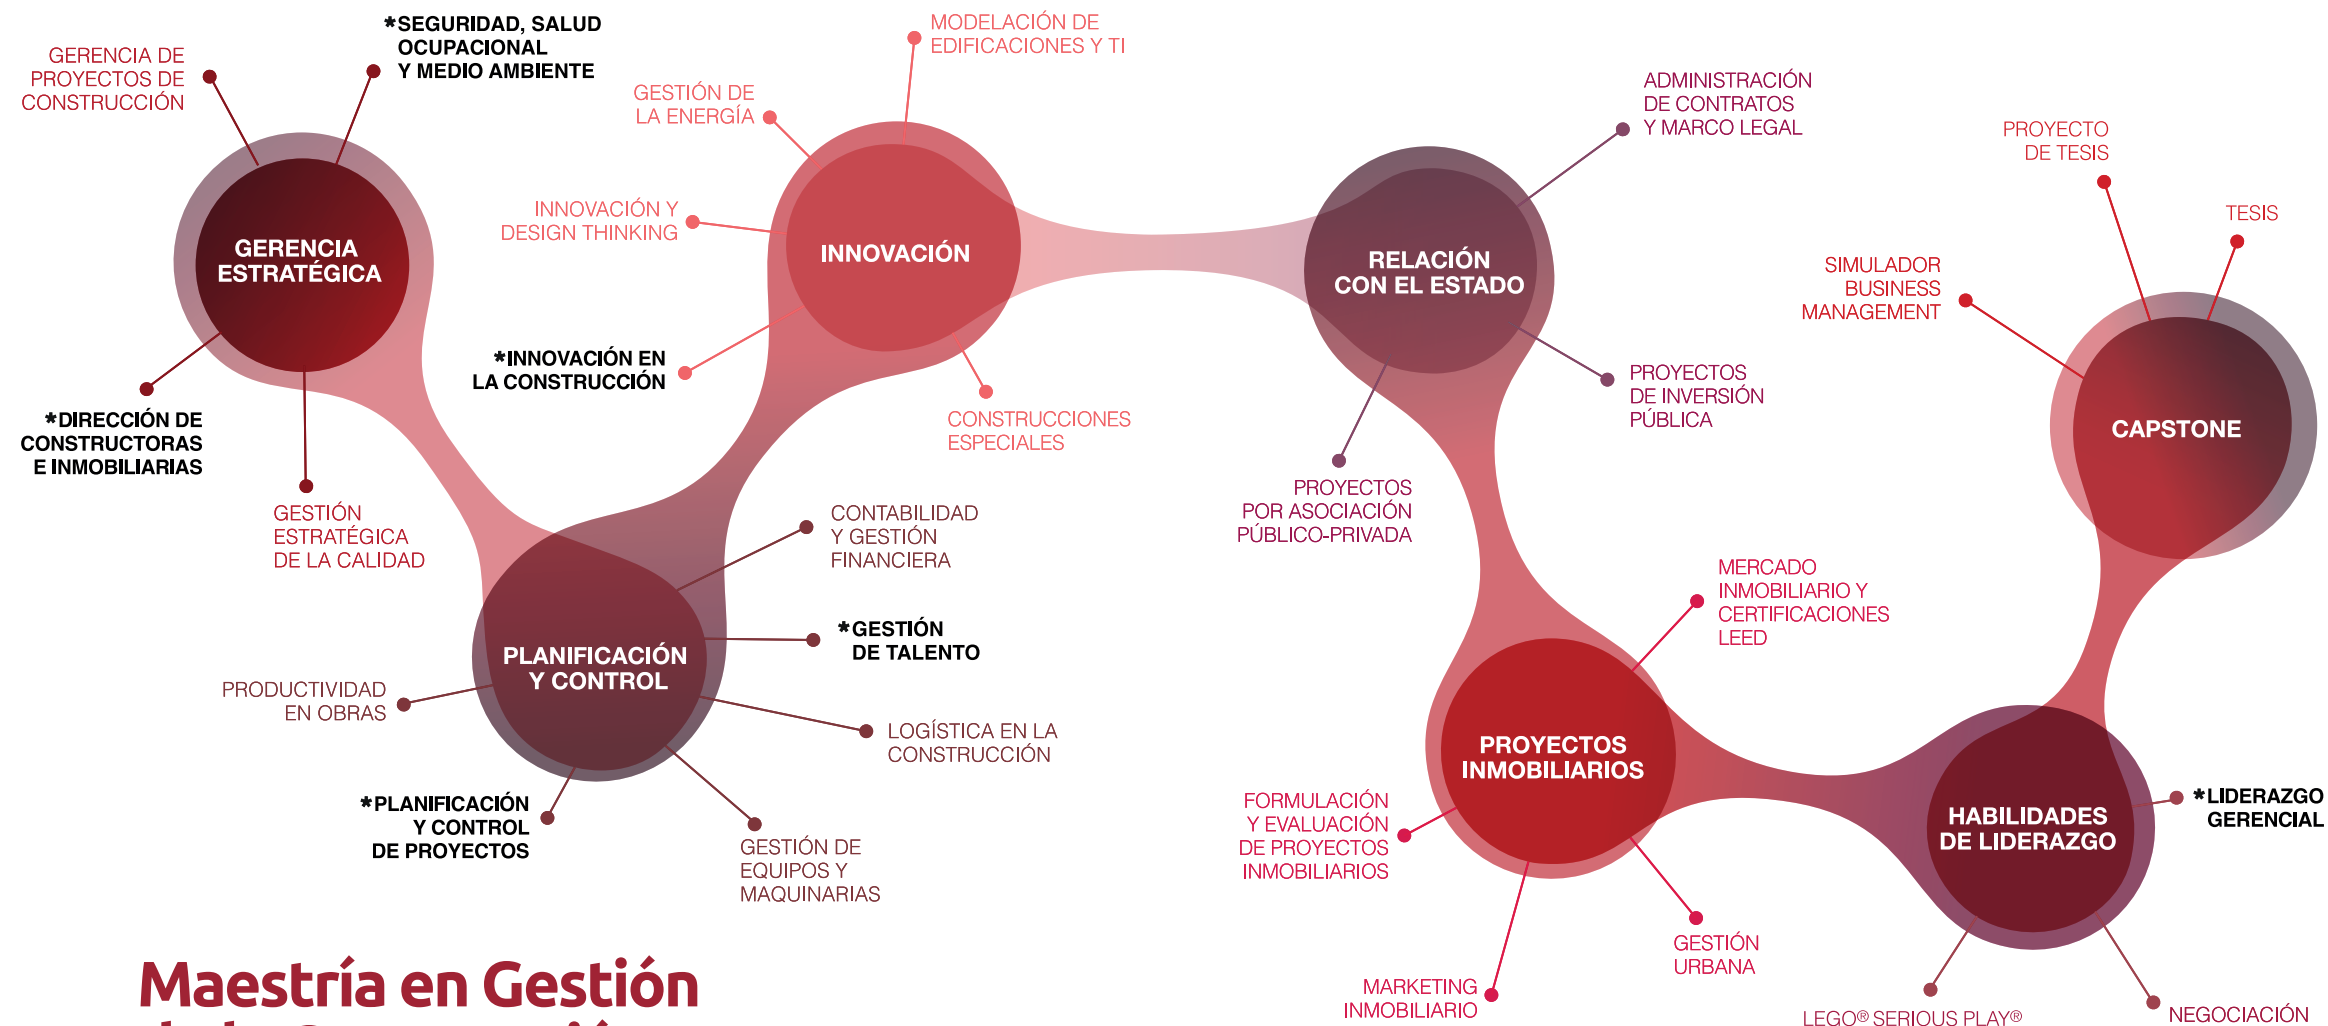 GERENCIA DE
PROYECTOS DE
CONSTRUCCIÓN
*SEGURIDAD, SALUD
OCUPACIONAL
Y MEDIO AMBIENTE
GERENCIA
ESTRATÉGICA
*DIRECCIÓN DE
CONSTRUCTORAS
E INMOBILIARIAS
GESTIÓN
ESTRATÉGICA
DE LA CALIDAD
MODELACIÓN DE
EDIFICACIONES Y TI
GESTIÓN DE
LA ENERGÍA
INNOVACIÓN Y
DESIGN THINKING
INNOVACIÓN
*INNOVACIÓN EN
LA CONSTRUCCIÓN
CONSTRUCCIONES
ESPECIALES
CONTABILIDAD
Y GESTIÓN
FINANCIERA
*GESTIÓN
DE TALENTO
PLANIFICACIÓN
Y CONTROL
PRODUCTIVIDAD
EN OBRAS
LOGÍSTICA EN LA
CONSTRUCCIÓN
*PLANIFICACIÓN
Y CONTROL
DE PROYECTOS
GESTIÓN DE
EQUIPOS Y
MAQUINARIAS
ADMINISTRACIÓN
DE CONTRATOS
Y MARCO LEGAL
RELACIÓN
CON EL ESTADO
PROYECTOS
DE INVERSIÓN
PÚBLICA
PROYECTOS
POR ASOCIACIÓN
PÚBLICO-PRIVADA
MERCADO
INMOBILIARIO Y
CERTIFICACIONES
LEED
PROYECTOS
INMOBILIARIOS
FORMULACIÓN
Y EVALUACIÓN
DE PROYECTOS
INMOBILIARIOS
GESTIÓN
URBANA
MARKETING
INMOBILIARIO
PROYECTO
DE TESIS
TESIS
SIMULADOR
BUSINESS
MANAGEMENT
CAPSTONE
HABILIDADES
DE LIDERAZGO
*LIDERAZGO
GERENCIAL
LEGO® SERIOUS PLAY®
NEGOCIACIÓN
Maestría en Gestión